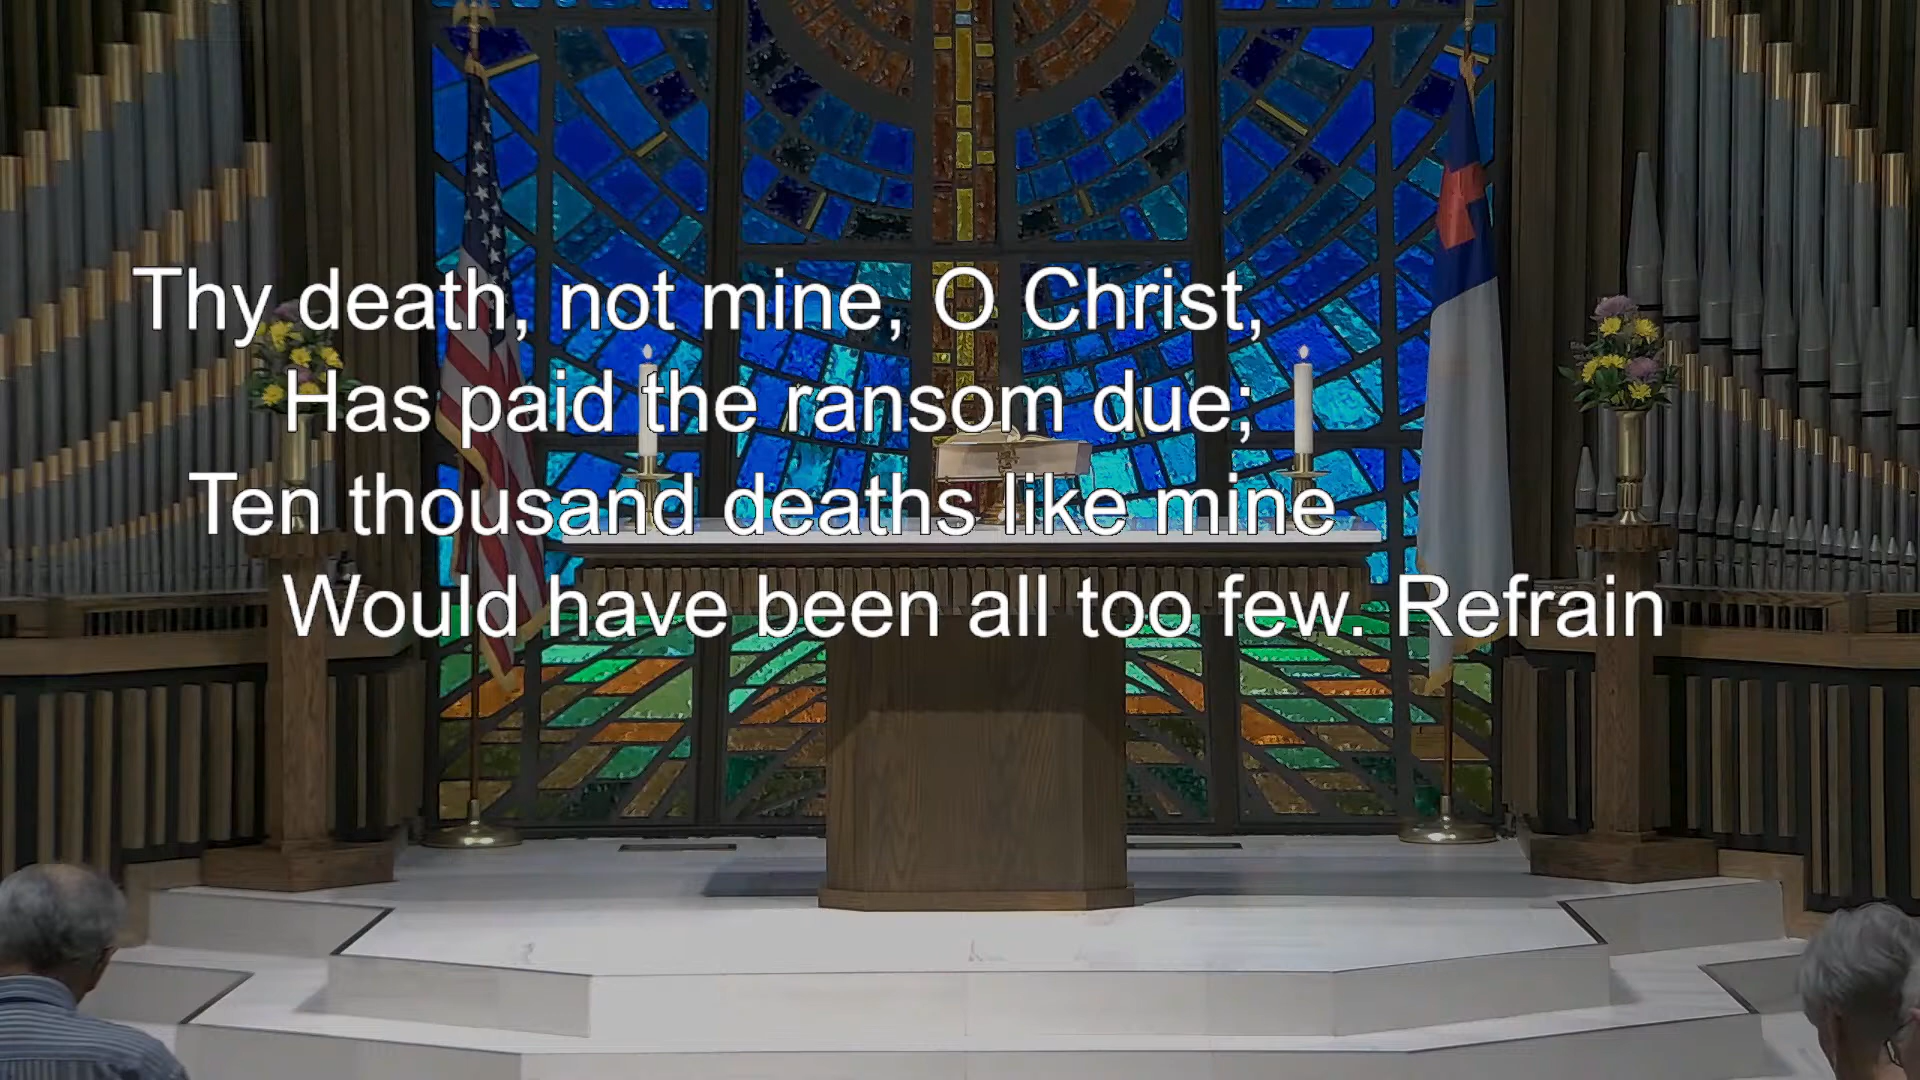 Thy death, not mine, O Christ,
Has paid the ransom due;
Ten thousand deaths like mine
Would have been all too few. Refrain